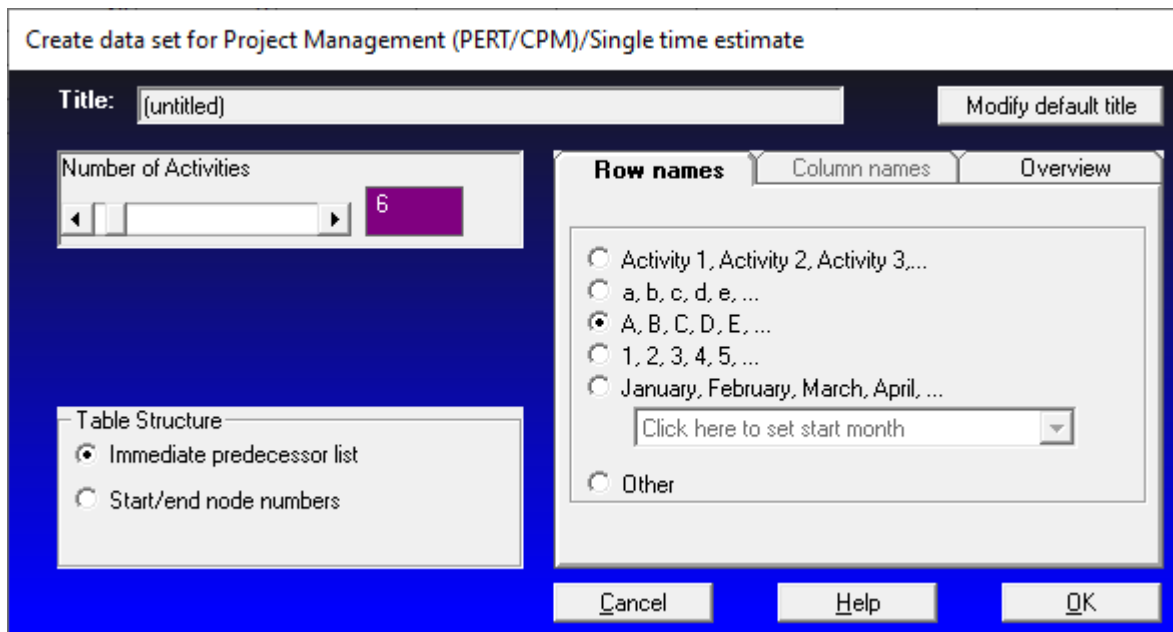 Create data set for Project Management (PERT/CPM)/Single time estimate
Title: (untitled) Modify default title
Number of Activities
6
Row names Column names Overview
Activity 1, Activity 2, Activity 3,...
a, b, c, d, e, ...
A, B, C, D, E, ...
1, 2, 3, 4, 5, ...
January, February, March, April, ...
Click here to set start month
Other
Table Structure
Immediate predecessor list
Start/end node numbers
Cancel Help OK